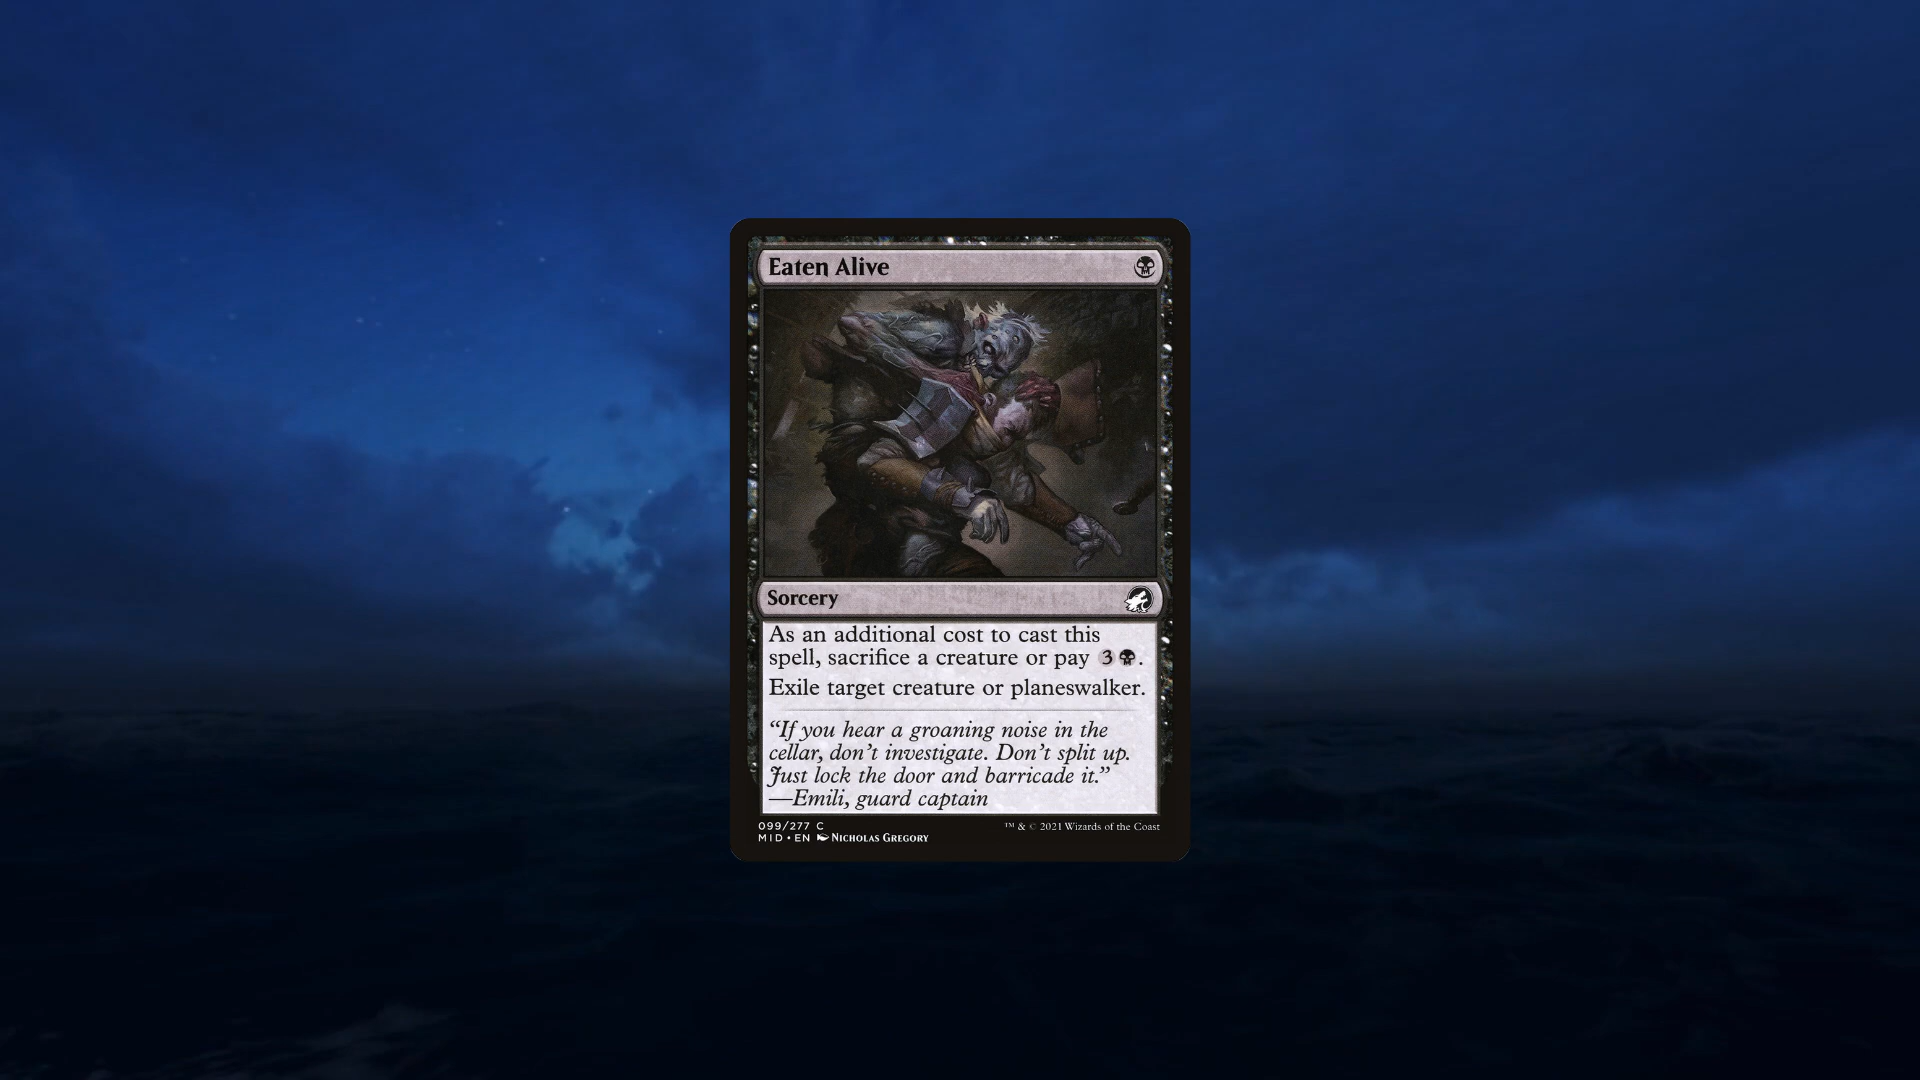 Eaten Alive
Sorcery
As an additional cost to cast this
spell, sacrifice a creature or pay 3.
Exile target creature or planeswalker.
“If you hear a groaning noise in the
cellar, don’t investigate. Don’t split up.
Just lock the door and barricade it.”
—Emili, guard captain
099/277 C
MID • EN Nicholas Gregory
™ & © 2021 Wizards of the Coast